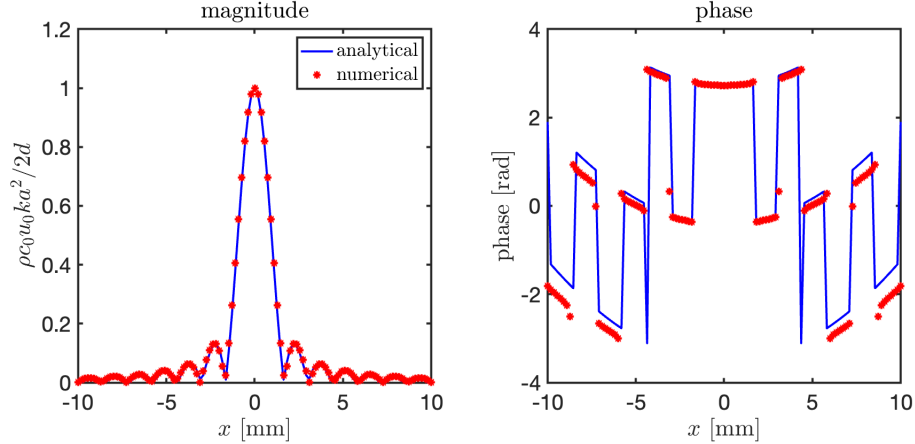 magnitude
1.2
1
0.8
0.6
0.4
0.2
0
-10
-5
0
5
10
x [mm]
ρc₀u₀ka²/2d
analytical
numerical
phase
4
2
0
-2
-4
-10
-5
0
5
10
x [mm]
phase [rad]